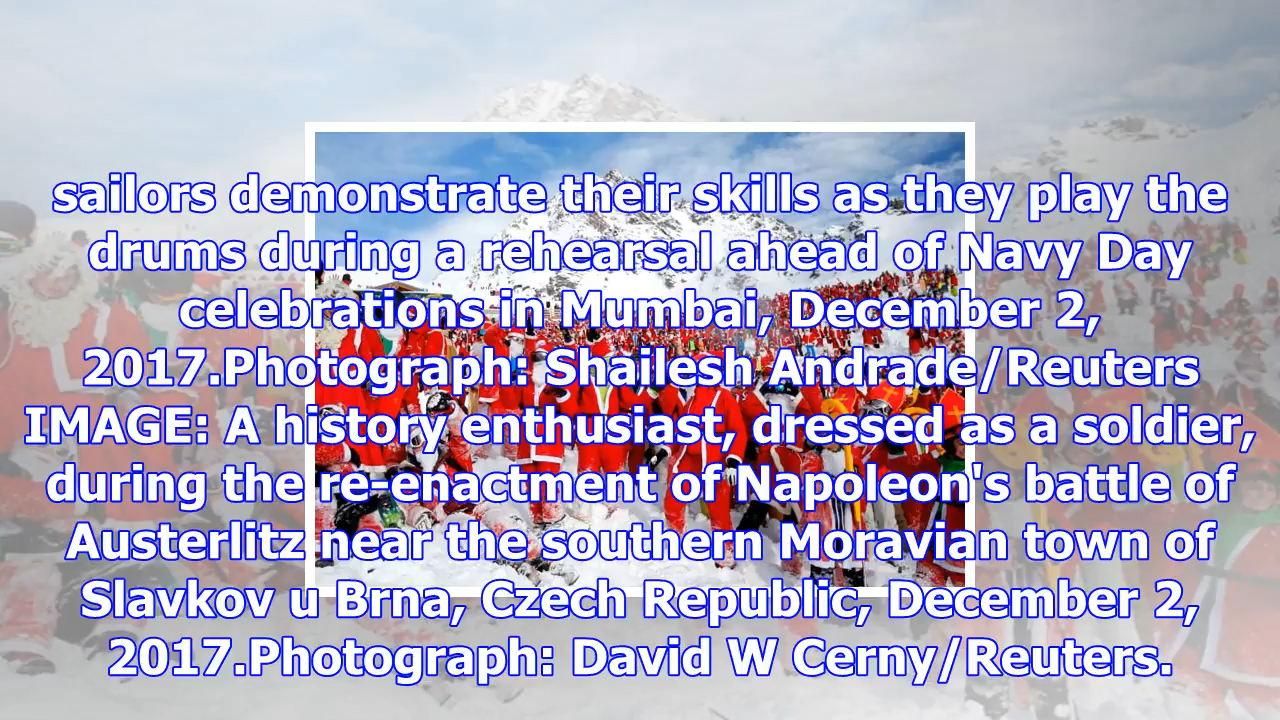 sailors demonstrate their skills as they play the
drums during a rehearsal ahead of Navy Day
celebrations in Mumbai, December 2,
2017.Photograph: Shailesh Andrade/Reuters
IMAGE: A history enthusiast, dressed as a soldier,
during the re-enactment of Napoleon's battle of
Austerlitz near the southern Moravian town of
Slavkov u Brna, Czech Republic, December 2,
2017.Photograph: David W Cerny/Reuters.